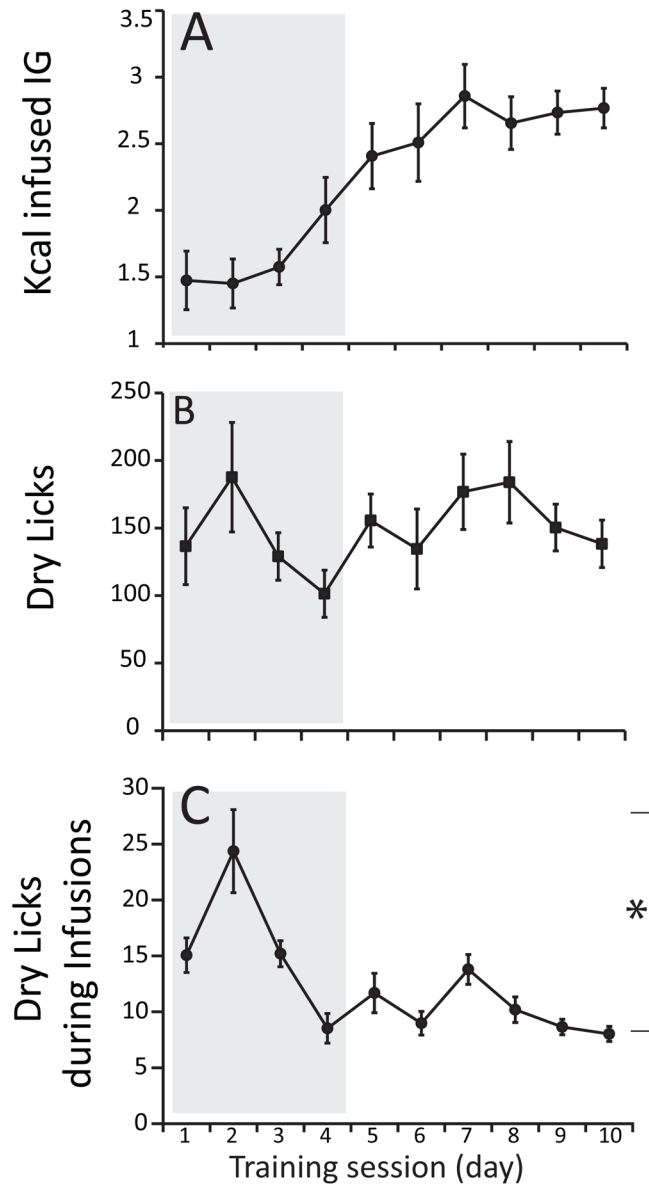 A
Kcal infused IG
3.5
3
2.5
2
1.5
1
B
Dry Licks
250
200
150
100
50
0
C
Dry Licks
during Infusions
30
25
20
15
10
5
0
*
1 2 3 4 5 6 7 8 9 10
Training session (day)